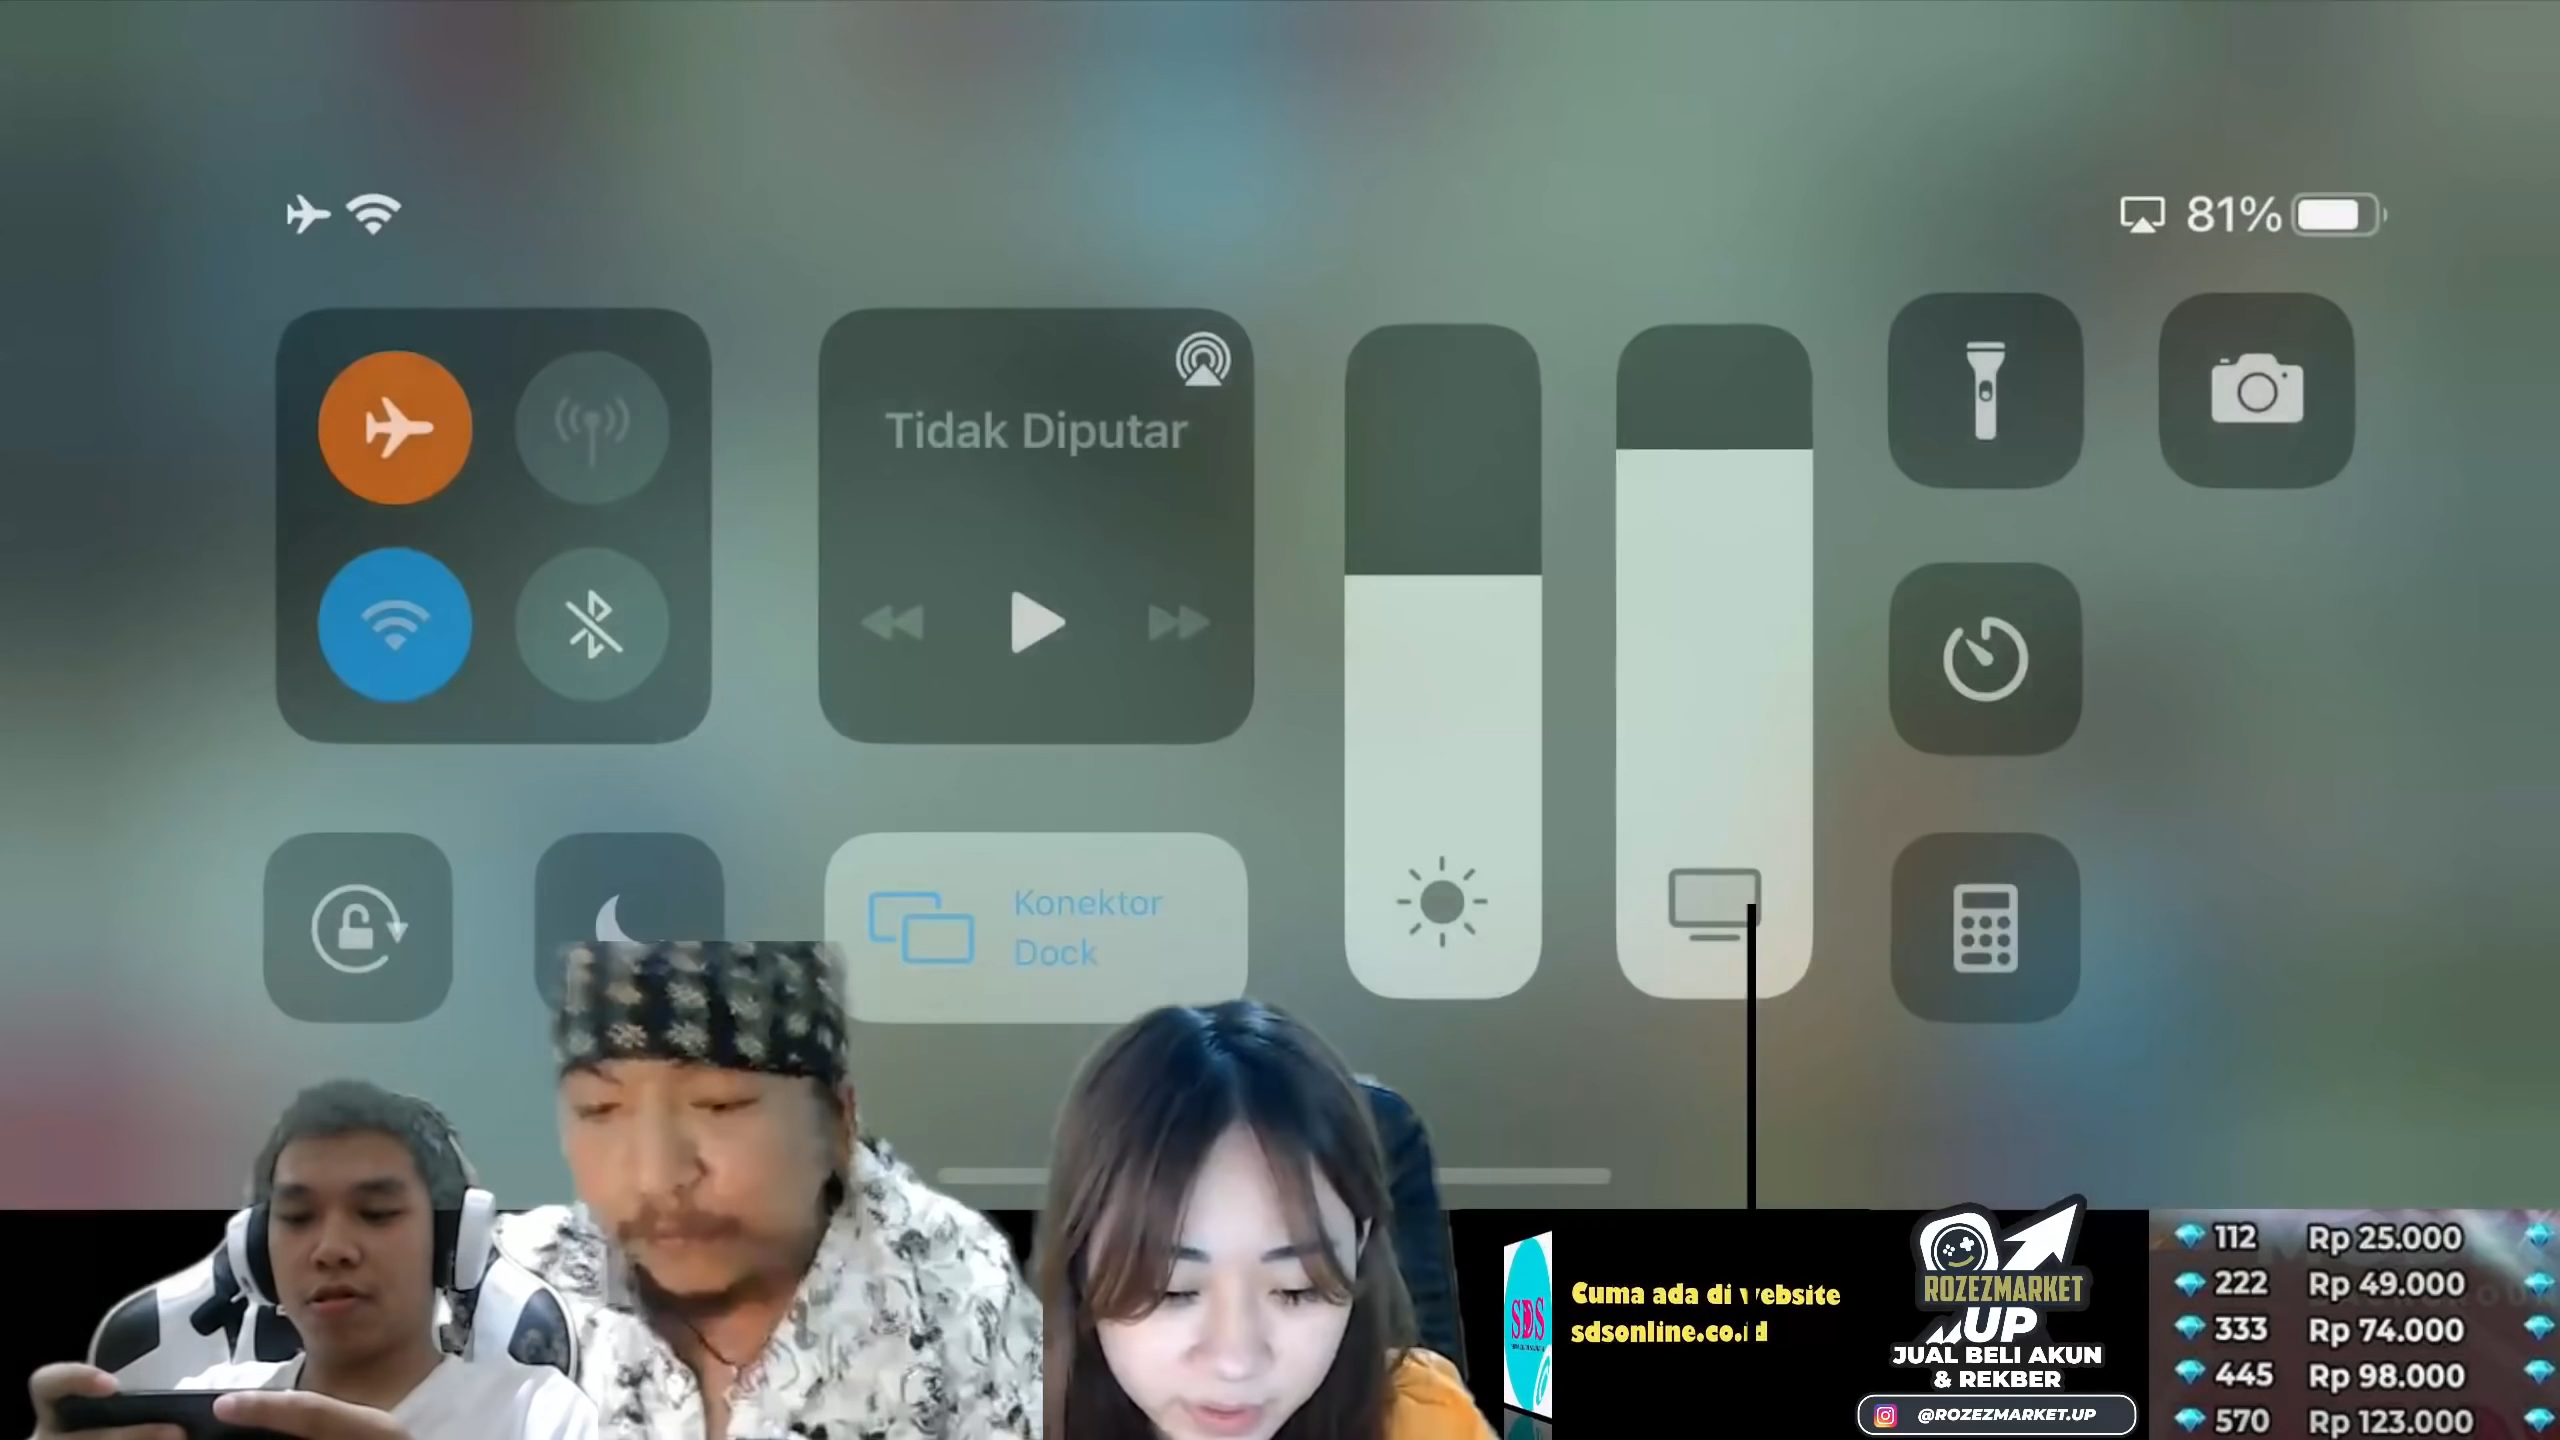 81%
Tidak Diputar
Konektor
Dock
SDS
Cuma ada di website
sdsonline.co.id
ROZEZMARKET
UP
JUAL BELI AKUN
& REKBER
@ROZEZMARKET.UP
112 Rp 25.000
222 Rp 49.000
333 Rp 74.000
445 Rp 98.000
570 Rp 123.000